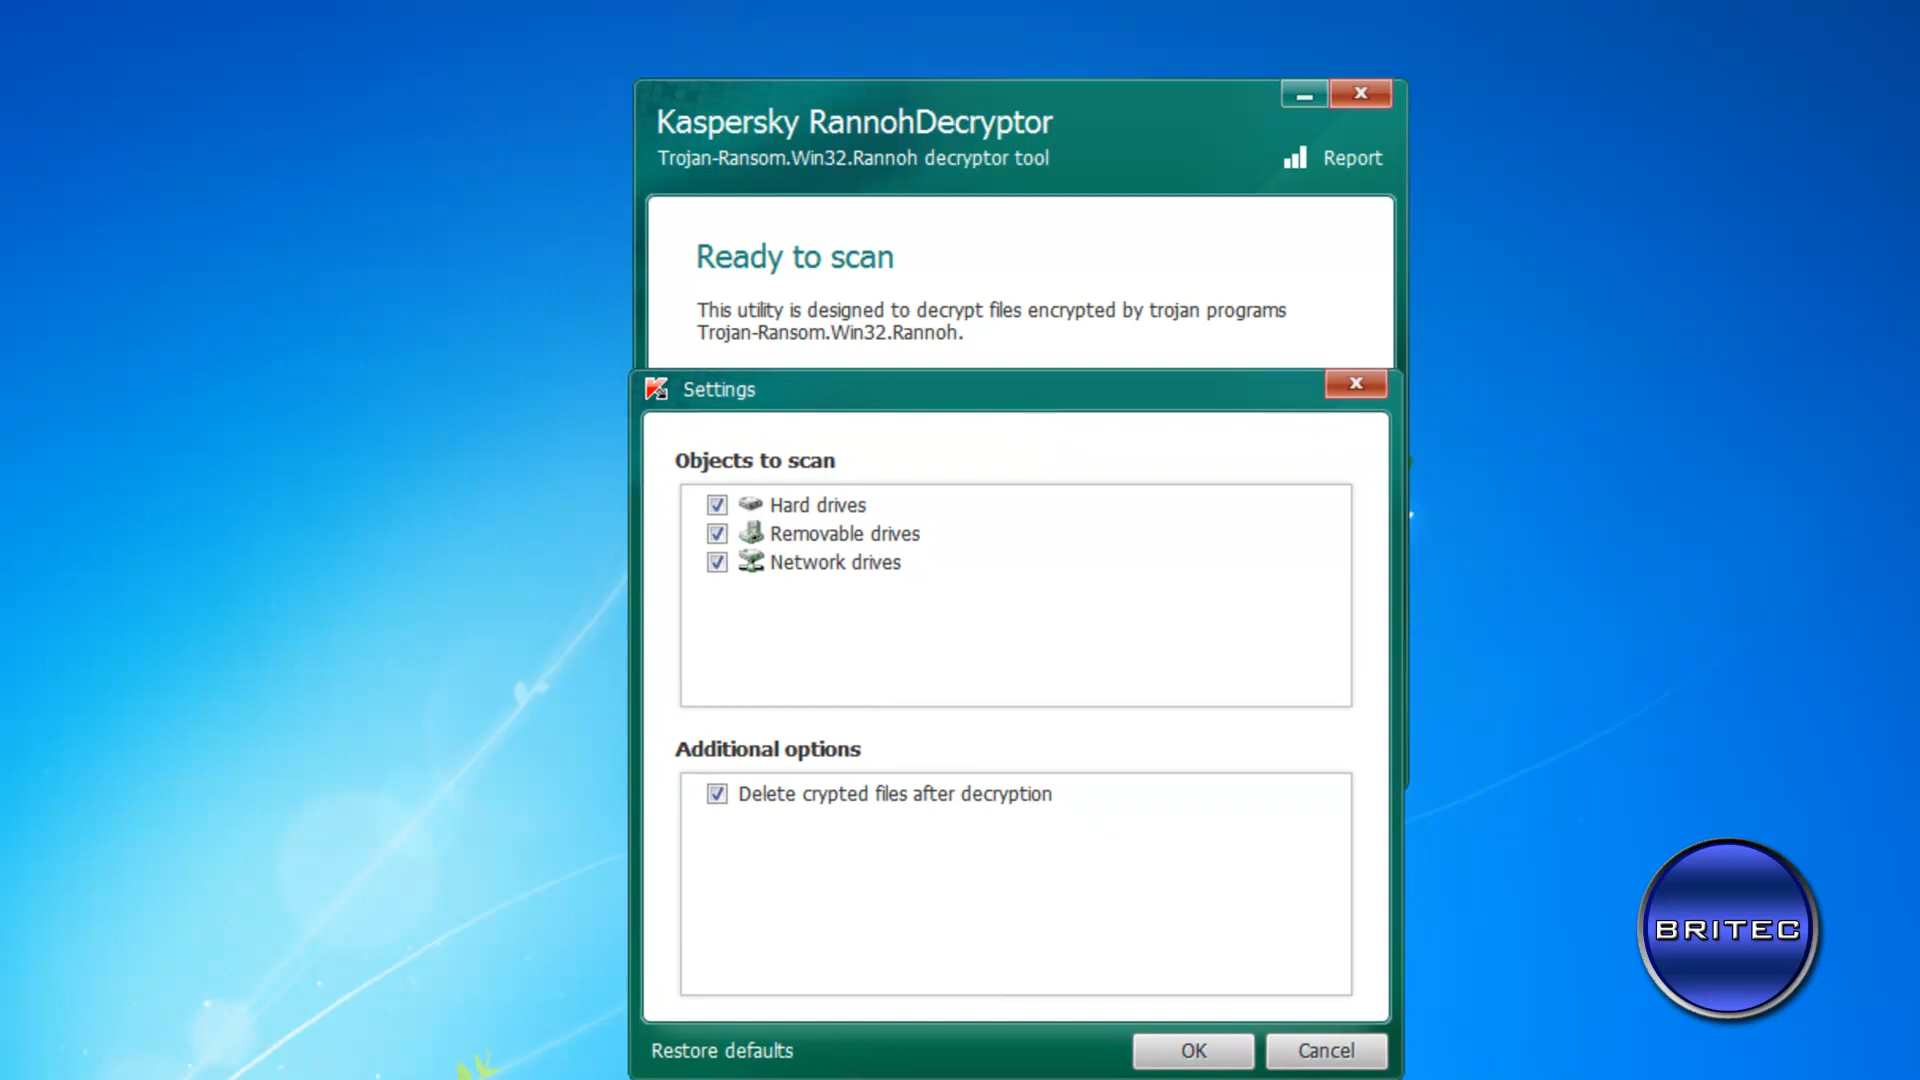 Kaspersky RannohDecryptor
Trojan-Ransom.Win32.Rannoh decryptor tool
Report
Ready to scan
This utility is designed to decrypt files encrypted by trojan programs
Trojan-Ransom.Win32.Rannoh.
Settings
Objects to scan
Hard drives
Removable drives
Network drives
Additional options
Delete crypted files after decryption
Restore defaults
OK
Cancel
BRITEC